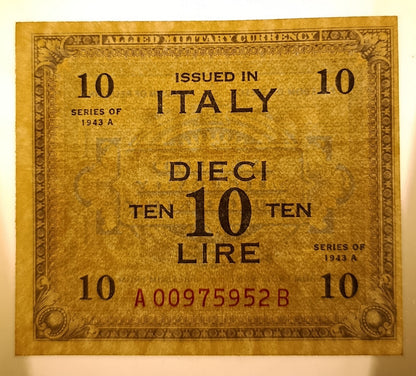 ALLIED MILITARY CURRENCY
10 ISSUED IN 10
ITALY
SERIES OF
1943 A
DIECI
TEN 10 TEN
LIRE
SERIES OF
1943 A
10 10
A 00975952 B